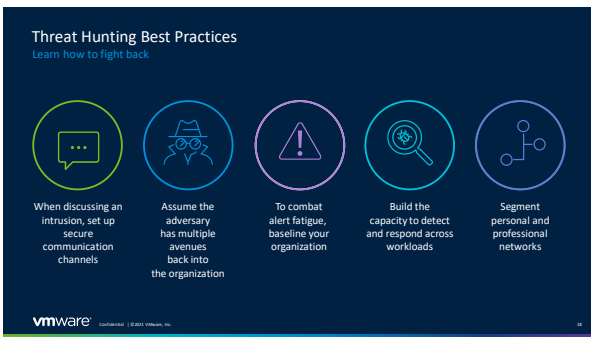 Threat Hunting Best Practices
Learn how to fight back
When discussing an
intrusion, set up
secure
communication
channels
Assume the
adversary
has multiple
avenues
back into
the organization
To combat
alert fatigue,
baseline your
organization
Build the
capacity to detect
and respond across
workloads
Segment
personal and
professional
networks
vmware® Confidential | ©2021 VMware, Inc.
18